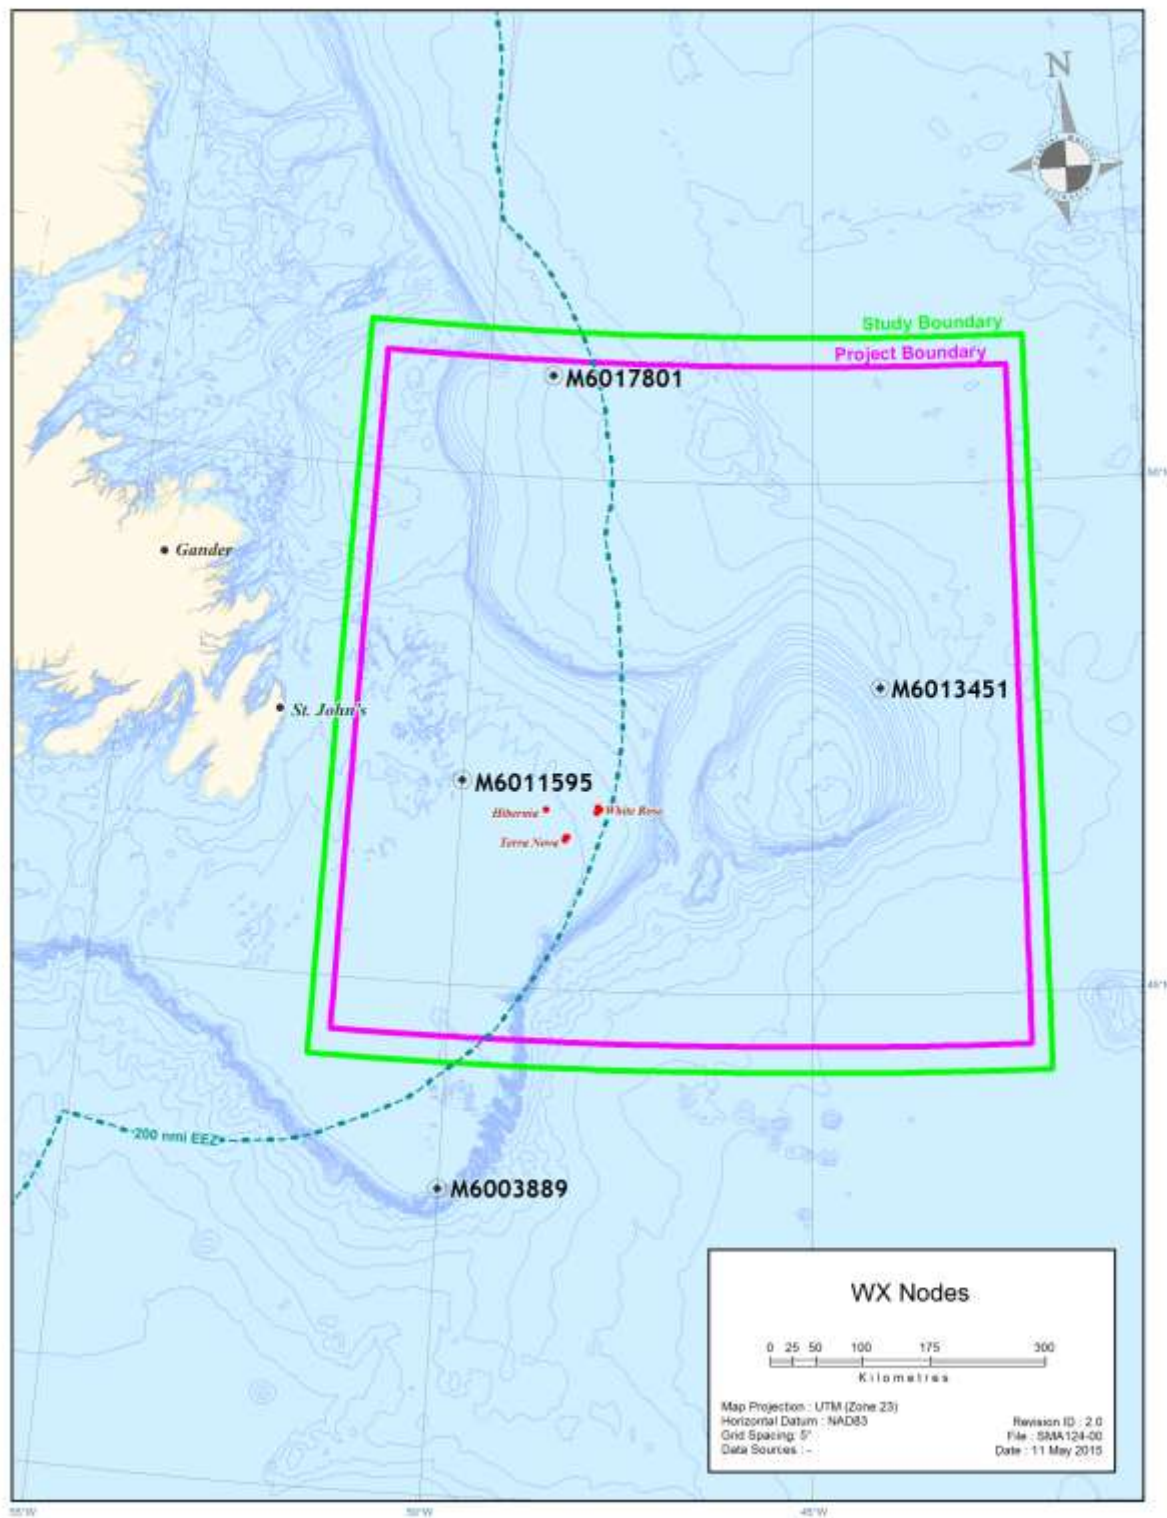 N
Study Boundary
Project Boundary
M6017801
Gander
M6013451
St. John's
M6011595
Hibernia
White Rose
Terra Nova
200 nmi EEZ
M6003889
WX Nodes
0 25 50 100 175 300
Kilometres
Map Projection : UTM (Zone 23)
Horizontal Datum : NAD83
Grid Spacing: 5°
Data Sources : -
Revision ID : 2.0
File : SMA124-00
Date : 11 May 2015
55°W
50°W
45°W